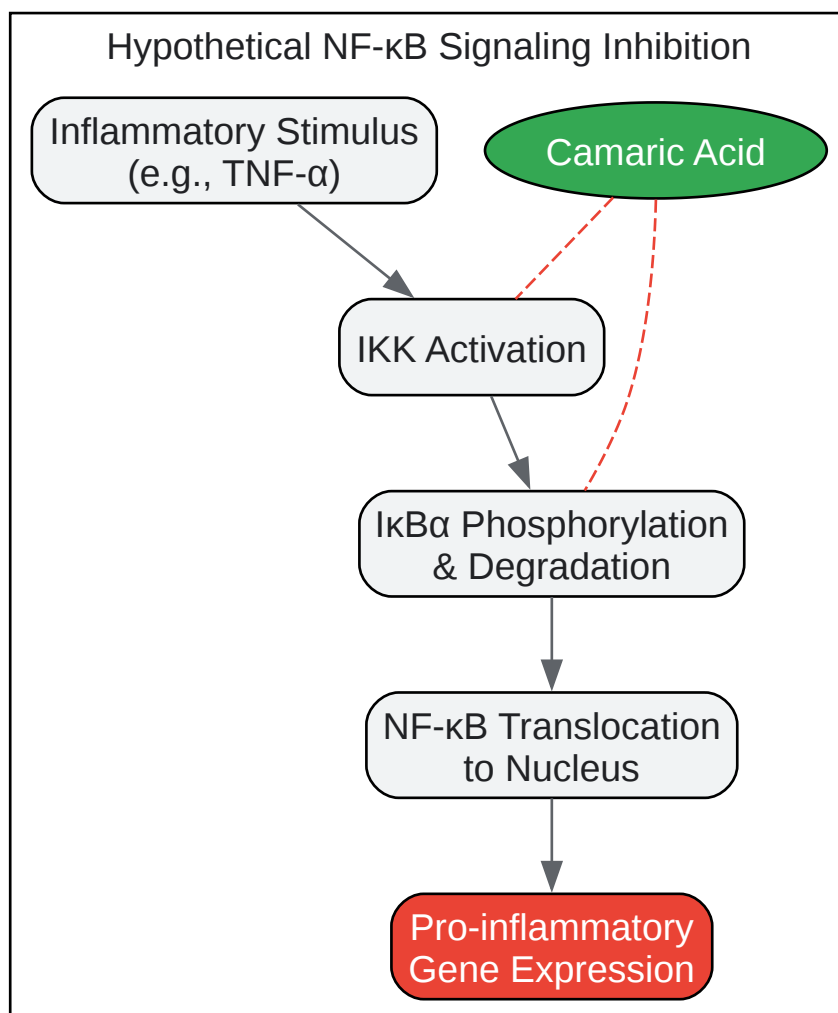 Hypothetical NF-κB Signaling Inhibition
Inflammatory Stimulus
(e.g., TNF-α)
Camaric Acid
IKK Activation
IκBα Phosphorylation
& Degradation
NF-κB Translocation
to Nucleus
Pro-inflammatory
Gene Expression